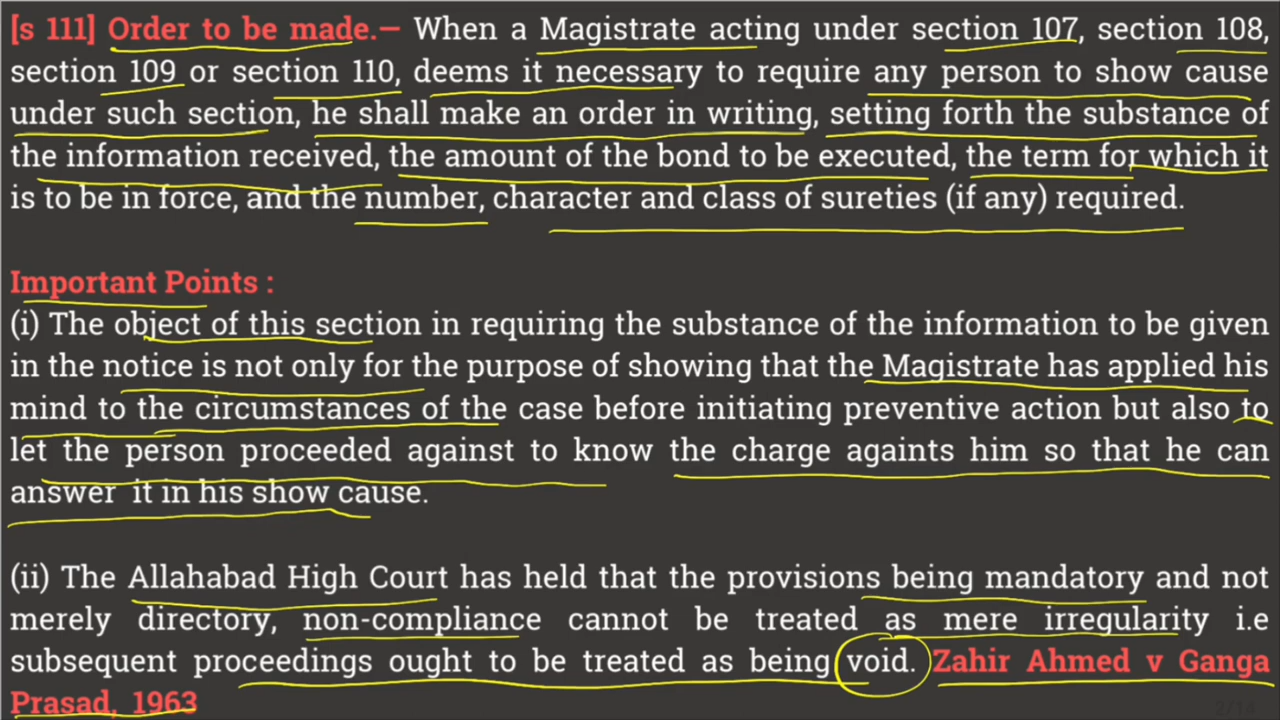 [s 111] Order to be made.— When a Magistrate acting under section 107, section 108,
section 109 or section 110, deems it necessary to require any person to show cause
under such section, he shall make an order in writing, setting forth the substance of
the information received, the amount of the bond to be executed, the term for which it
is to be in force, and the number, character and class of sureties (if any) required.
Important Points :
(i) The object of this section in requiring the substance of the information to be given
in the notice is not only for the purpose of showing that the Magistrate has applied his
mind to the circumstances of the case before initiating preventive action but also to
let the person proceeded against to know the charge againts him so that he can
answer it in his show cause.
(ii) The Allahabad High Court has held that the provisions being mandatory and not
merely directory, non-compliance cannot be treated as mere irregularity i.e
subsequent proceedings ought to be treated as being void. Zahir Ahmed v Ganga
Prasad, 1963
2/14